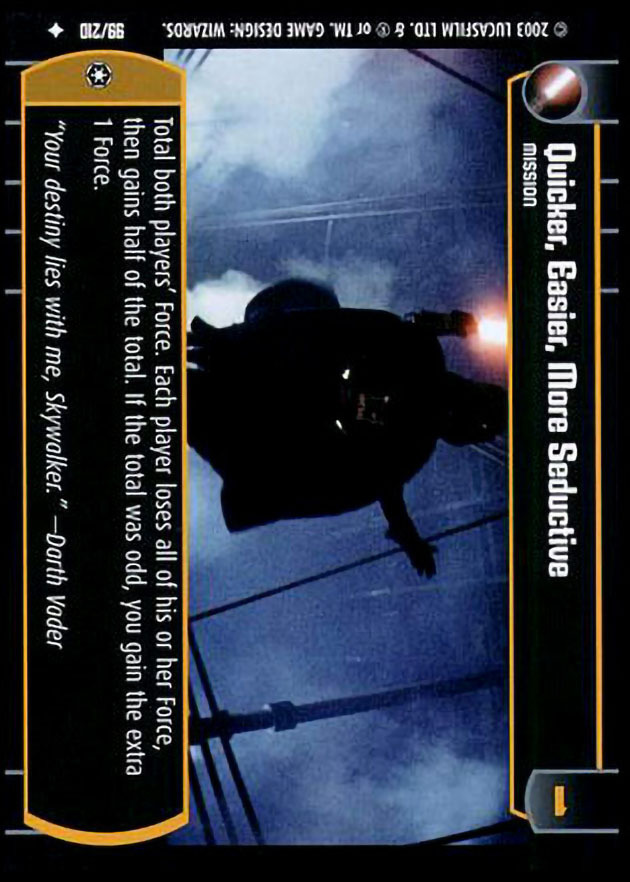 Quicker, Easier, More Seductive
MISSION
1
Total both players' Force. Each player loses all of his or her Force,
then gains half of the total. If the total was odd, you gain the extra
1 Force.
"Your destiny lies with me, Skywalker." —Darth Vader
© 2003 LUCASFILM LTD. & ® or TM. GAME DESIGN: WIZARDS.
99/210